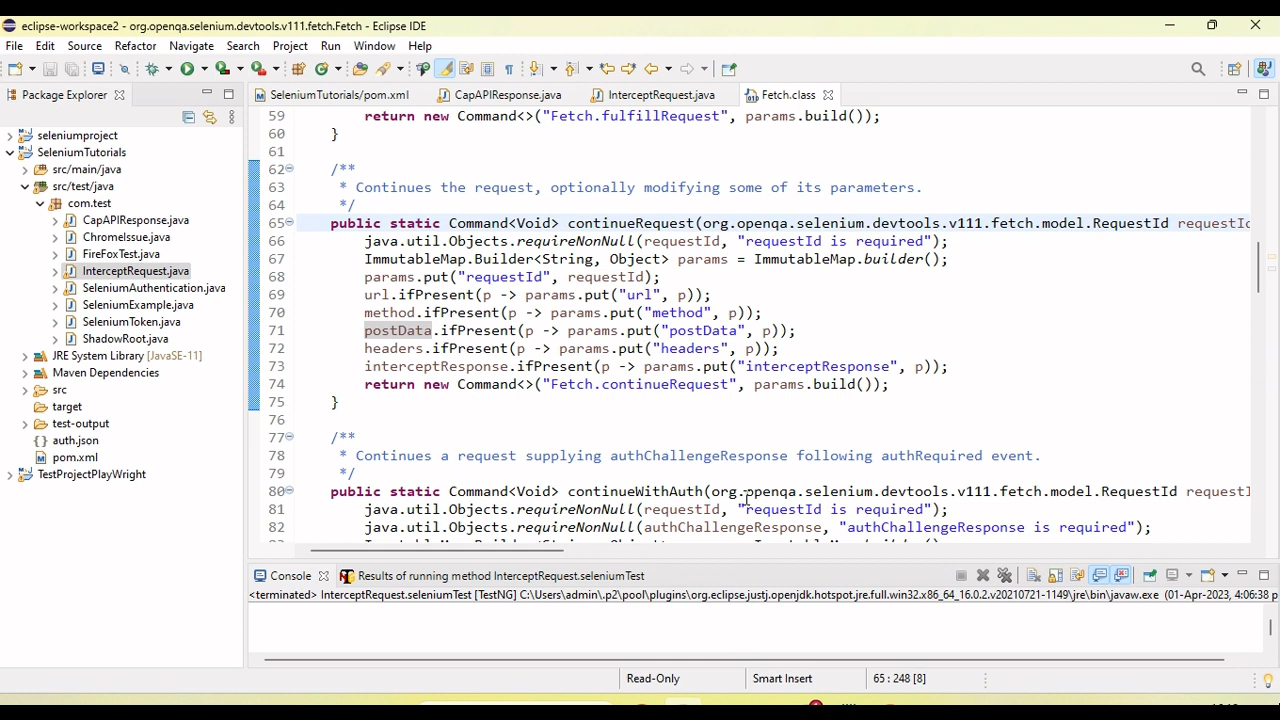 eclipse-workspace2 - org.openqa.selenium.devtools.v111.fetch.Fetch - Eclipse IDE
File Edit Source Refactor Navigate Search Project Run Window Help
Package Explorer
SeleniumTutorials/pom.xml CapAPIResponse.java InterceptRequest.java Fetch.class
seleniumproject
SeleniumTutorials
src/main/java
src/test/java
com.test
CapAPIResponse.java
ChromeIssue.java
FireFoxTest.java
InterceptRequest.java
SeleniumAuthentication.java
SeleniumExample.java
SeleniumToken.java
ShadowRoot.java
JRE System Library [JavaSE-11]
Maven Dependencies
src
target
test-output
auth.json
pom.xml
TestProjectPlayWright
59 return new Command<>("Fetch.fulfillRequest", params.build());
60 }
61
62 /**
63 * Continues the request, optionally modifying some of its parameters.
64 */
65 public static Command<Void> continueRequest(org.openqa.selenium.devtools.v111.fetch.model.RequestId requestId
66 java.util.Objects.requireNonNull(requestId, "requestId is required");
67 ImmutableMap.Builder<String, Object> params = ImmutableMap.builder();
68 params.put("requestId", requestId);
69 url.ifPresent(p -> params.put("url", p));
70 method.ifPresent(p -> params.put("method", p));
71 postData.ifPresent(p -> params.put("postData", p));
72 headers.ifPresent(p -> params.put("headers", p));
73 interceptResponse.ifPresent(p -> params.put("interceptResponse", p));
74 return new Command<>("Fetch.continueRequest", params.build());
75 }
76
77 /**
78 * Continues a request supplying authChallengeResponse following authRequired event.
79 */
80 public static Command<Void> continueWithAuth(org.openqa.selenium.devtools.v111.fetch.model.RequestId requestI
81 java.util.Objects.requireNonNull(requestId, "requestId is required");
82 java.util.Objects.requireNonNull(authChallengeResponse, "authChallengeResponse is required");
Console Results of running method InterceptRequest.seleniumTest
<terminated> InterceptRequest.seleniumTest [TestNG] C:\Users\admin\.p2\pool\plugins\org.eclipse.justj.openjdk.hotspot.jre.full.win32.x86_64_16.0.2.v20210721-1149\jre\bin\javaw.exe (01-Apr-2023, 4:06:38 p
Read-Only Smart Insert 65 : 248 [8]